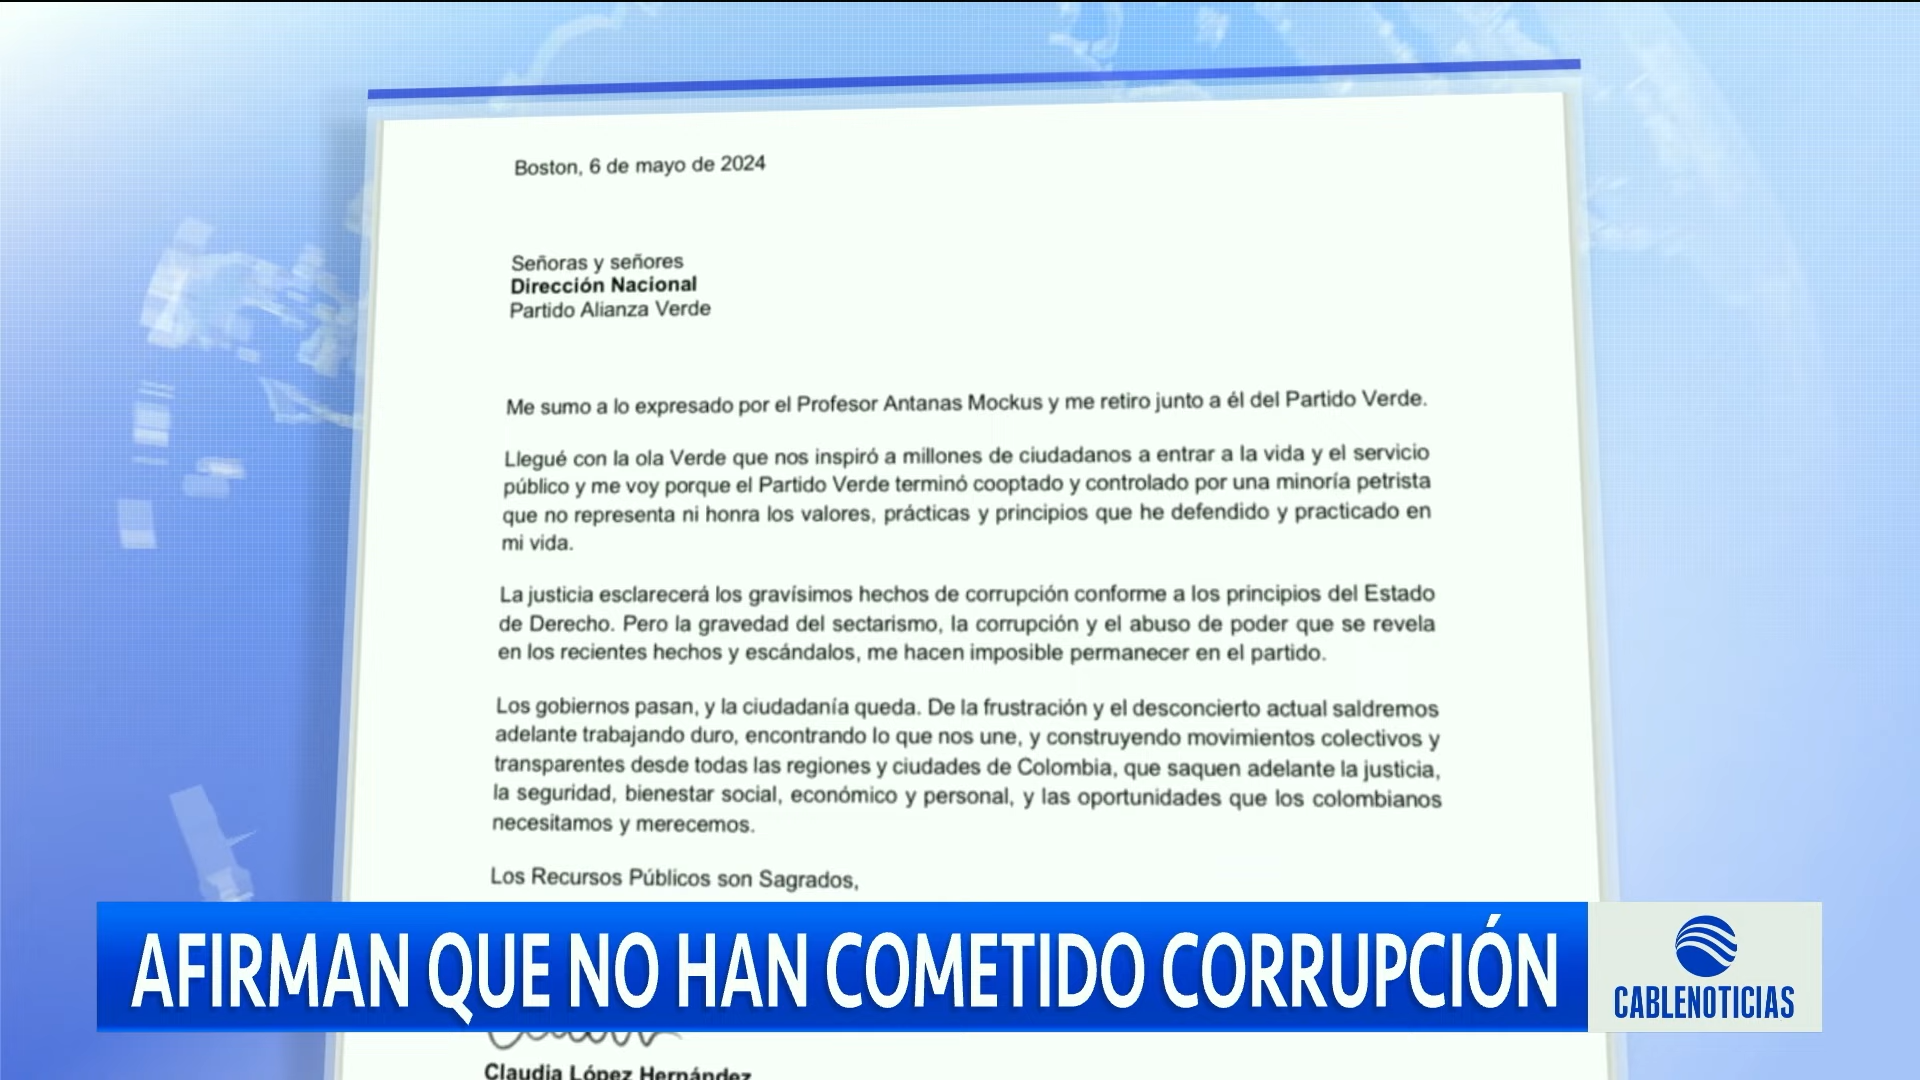 Boston, 6 de mayo de 2024
Señoras y señores
Dirección Nacional
Partido Alianza Verde
Me sumo a lo expresado por el Profesor Antanas Mockus y me retiro junto a él del Partido Verde.
Llegué con la ola Verde que nos inspiró a millones de ciudadanos a entrar a la vida y el servicio
público y me voy porque el Partido Verde terminó cooptado y controlado por una minoría petrista
que no representa ni honra los valores, prácticas y principios que he defendido y practicado en
mi vida.
La justicia esclarecerá los gravísimos hechos de corrupción conforme a los principios del Estado
de Derecho. Pero la gravedad del sectarismo, la corrupción y el abuso de poder que se revela
en los recientes hechos y escándalos, me hacen imposible permanecer en el partido.
Los gobiernos pasan, y la ciudadanía queda. De la frustración y el desconcierto actual saldremos
adelante trabajando duro, encontrando lo que nos une, y construyendo movimientos colectivos y
transparentes desde todas las regiones y ciudades de Colombia, que saquen adelante la justicia,
la seguridad, bienestar social, económico y personal, y las oportunidades que los colombianos
necesitamos y merecemos.
Los Recursos Públicos son Sagrados,
AFIRMAN QUE NO HAN COMETIDO CORRUPCIÓN
CABLENOTICIAS
Claudia López Hernández